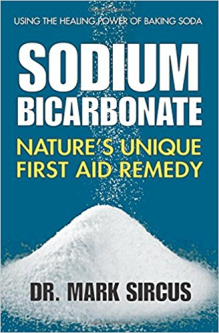 USING THE HEALING POWER OF BAKING SODA
SODIUM
BICARBONATE
NATURE'S UNIQUE
FIRST AID REMEDY
DR. MARK SIRCUS